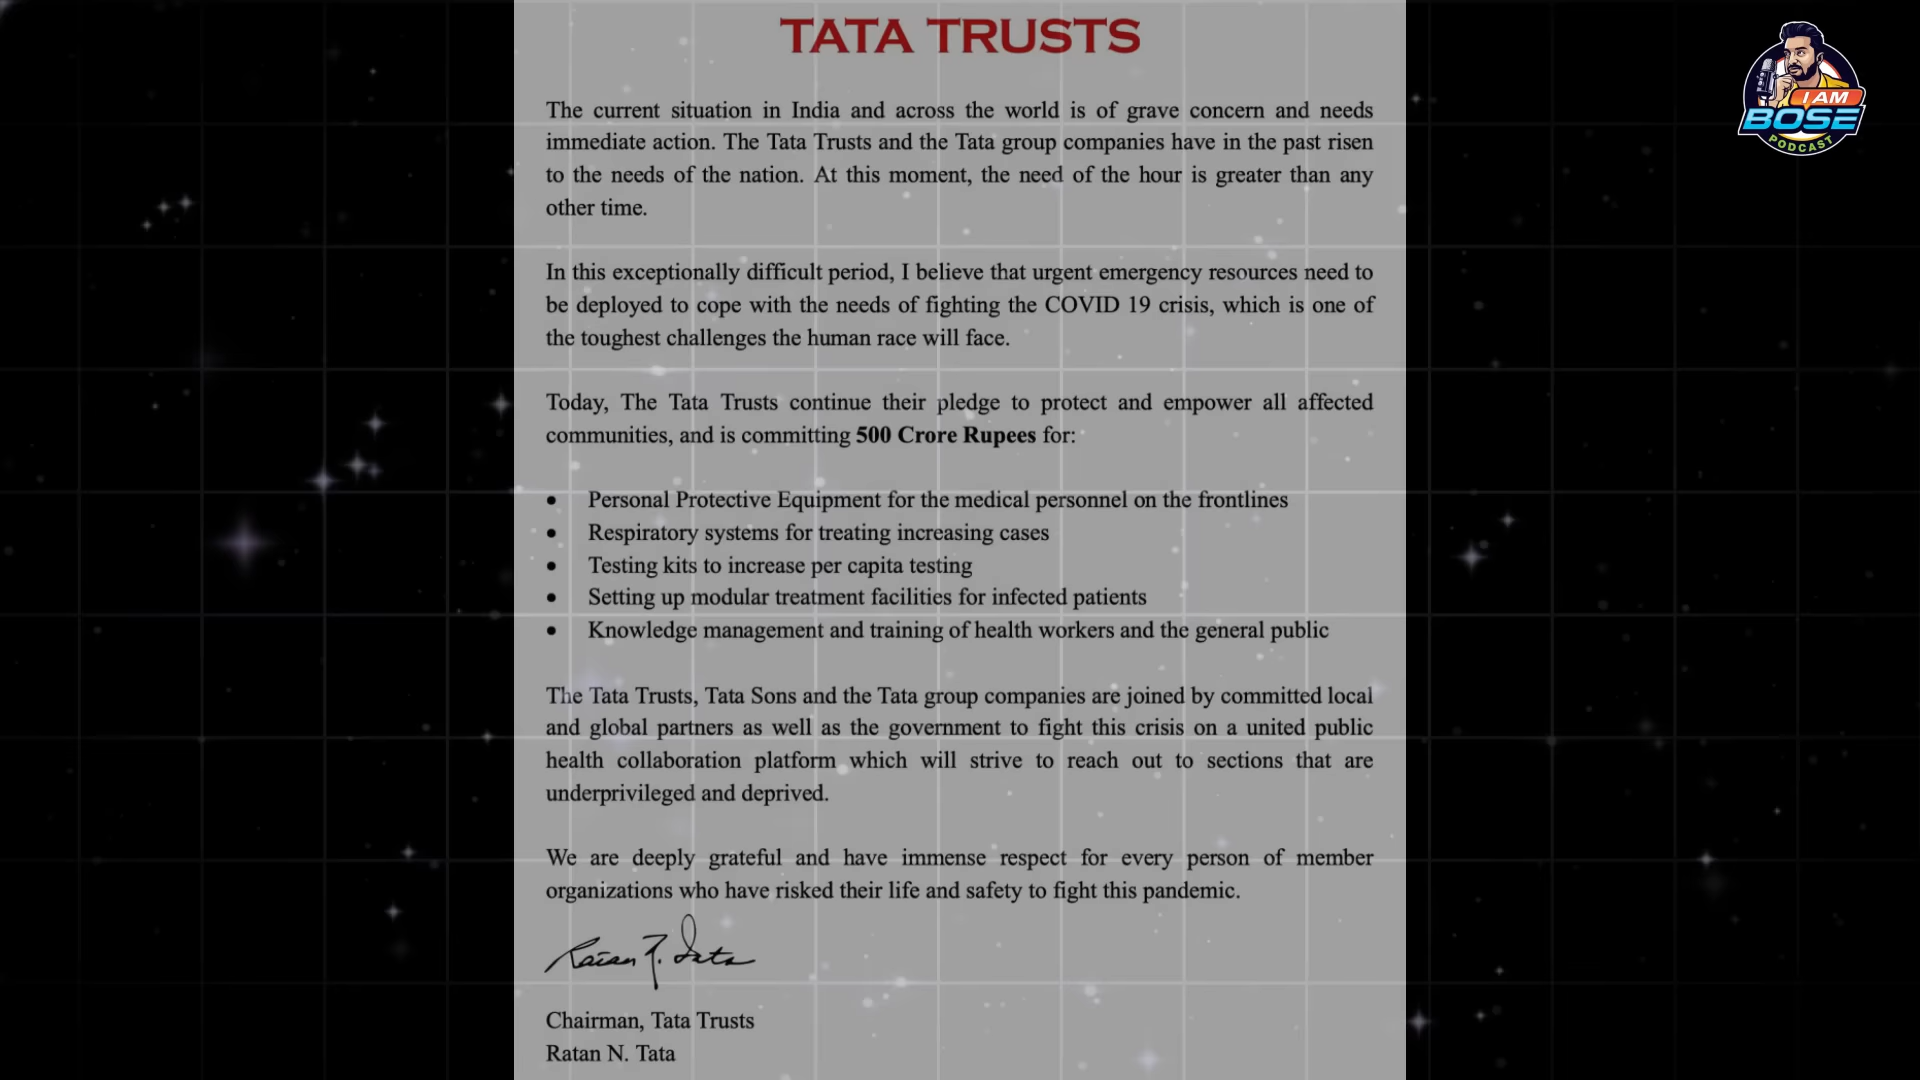 TATA TRUSTS
I AM
BOSE
PODCAST
The current situation in India and across the world is of grave concern and needs
immediate action. The Tata Trusts and the Tata group companies have in the past risen
to the needs of the nation. At this moment, the need of the hour is greater than any
other time.
In this exceptionally difficult period, I believe that urgent emergency resources need to
be deployed to cope with the needs of fighting the COVID 19 crisis, which is one of
the toughest challenges the human race will face.
Today, The Tata Trusts continue their pledge to protect and empower all affected
communities, and is committing 500 Crore Rupees for:
• Personal Protective Equipment for the medical personnel on the frontlines
• Respiratory systems for treating increasing cases
• Testing kits to increase per capita testing
• Setting up modular treatment facilities for infected patients
• Knowledge management and training of health workers and the general public
The Tata Trusts, Tata Sons and the Tata group companies are joined by committed local
and global partners as well as the government to fight this crisis on a united public
health collaboration platform which will strive to reach out to sections that are
underprivileged and deprived.
We are deeply grateful and have immense respect for every person of member
organizations who have risked their life and safety to fight this pandemic.
Ratan N. Tata
Chairman, Tata Trusts
Ratan N. Tata